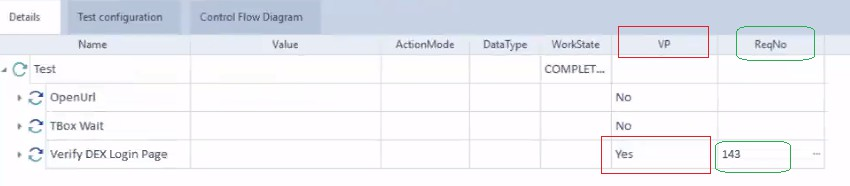 Details Test configuration Control Flow Diagram
Name Value ActionMode DataType WorkState VP ReqNo
Test COMPLET...
OpenUrl No
TBox Wait No
Verify DEX Login Page Yes 143 ...